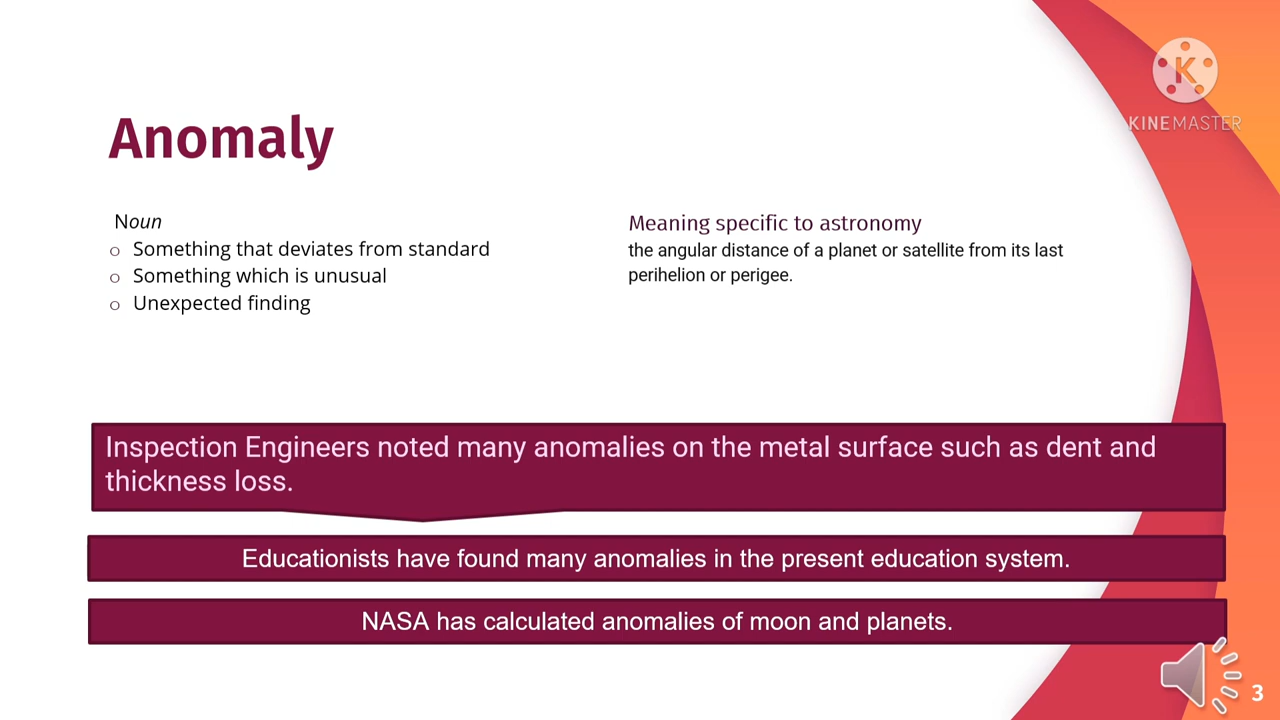 KINEMASTER
Anomaly
Noun
Something that deviates from standard
Something which is unusual
Unexpected finding
Meaning specific to astronomy
the angular distance of a planet or satellite from its last
perihelion or perigee.
Inspection Engineers noted many anomalies on the metal surface such as dent and
thickness loss.
Educationists have found many anomalies in the present education system.
NASA has calculated anomalies of moon and planets.
3